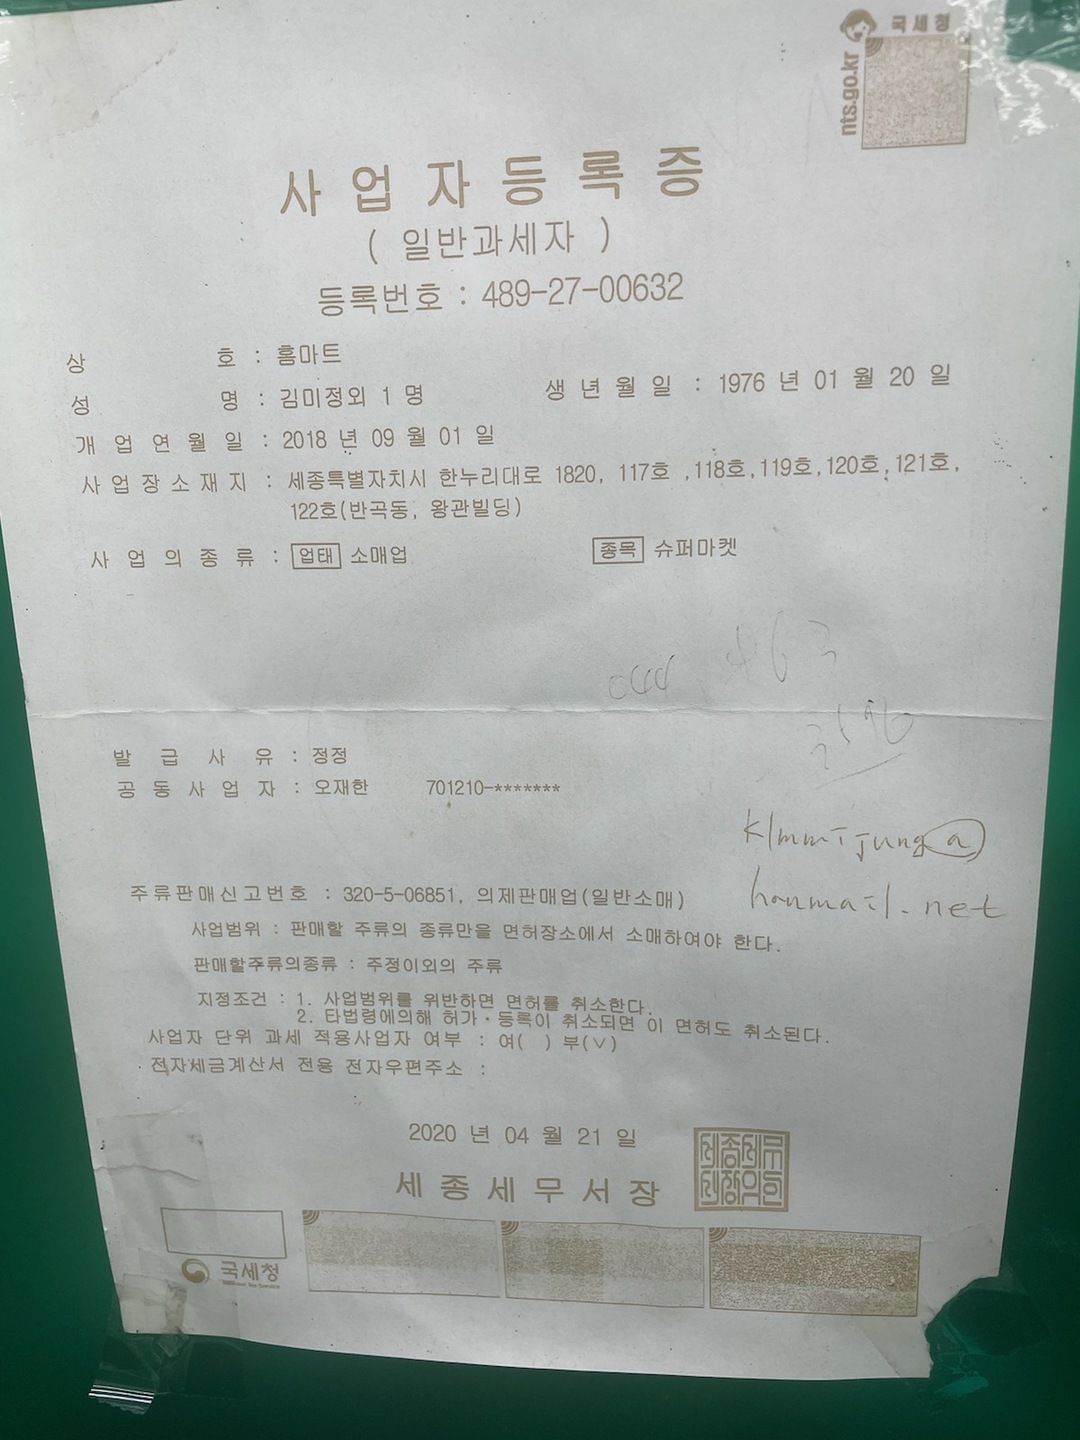 국세청
nts.go.kr
사업자등록증
( 일반과세자 )
등록번호 : 489-27-00632
상 호 : 홈마트
성 명 : 김미정외 1 명 생 년 월 일 : 1976 년 01 월 20 일
개 업 연 월 일 : 2018 년 09 월 01 일
사 업 장 소 재 지 : 세종특별자치시 한누리대로 1820, 117호 ,118호,119호,120호,121호,
122호(반곡동, 왕관빌딩)
사 업 의 종 류 : 업태 소매업 종목 슈퍼마켓
044
발 급 사 유 : 정정
공 동 사 업 자 : 오재한 701210-*******
kimmijung@
hanmail.net
주류판매신고번호 : 320-5-06851, 의제판매업(일반소매)
사업범위 : 판매할 주류의 종류만을 면허장소에서 소매하여야 한다.
판매할주류의종류 : 주정이외의 주류
지정조건 : 1. 사업범위를 위반하면 면허를 취소한다.
2. 타법령에의해 허가·등록이 취소되면 이 면허도 취소된다.
사업자 단위 과세 적용사업자 여부 : 여( ) 부(∨)
전자세금계산서 전용 전자우편주소 :
2020 년 04 월 21 일
세종세무서장
국세청